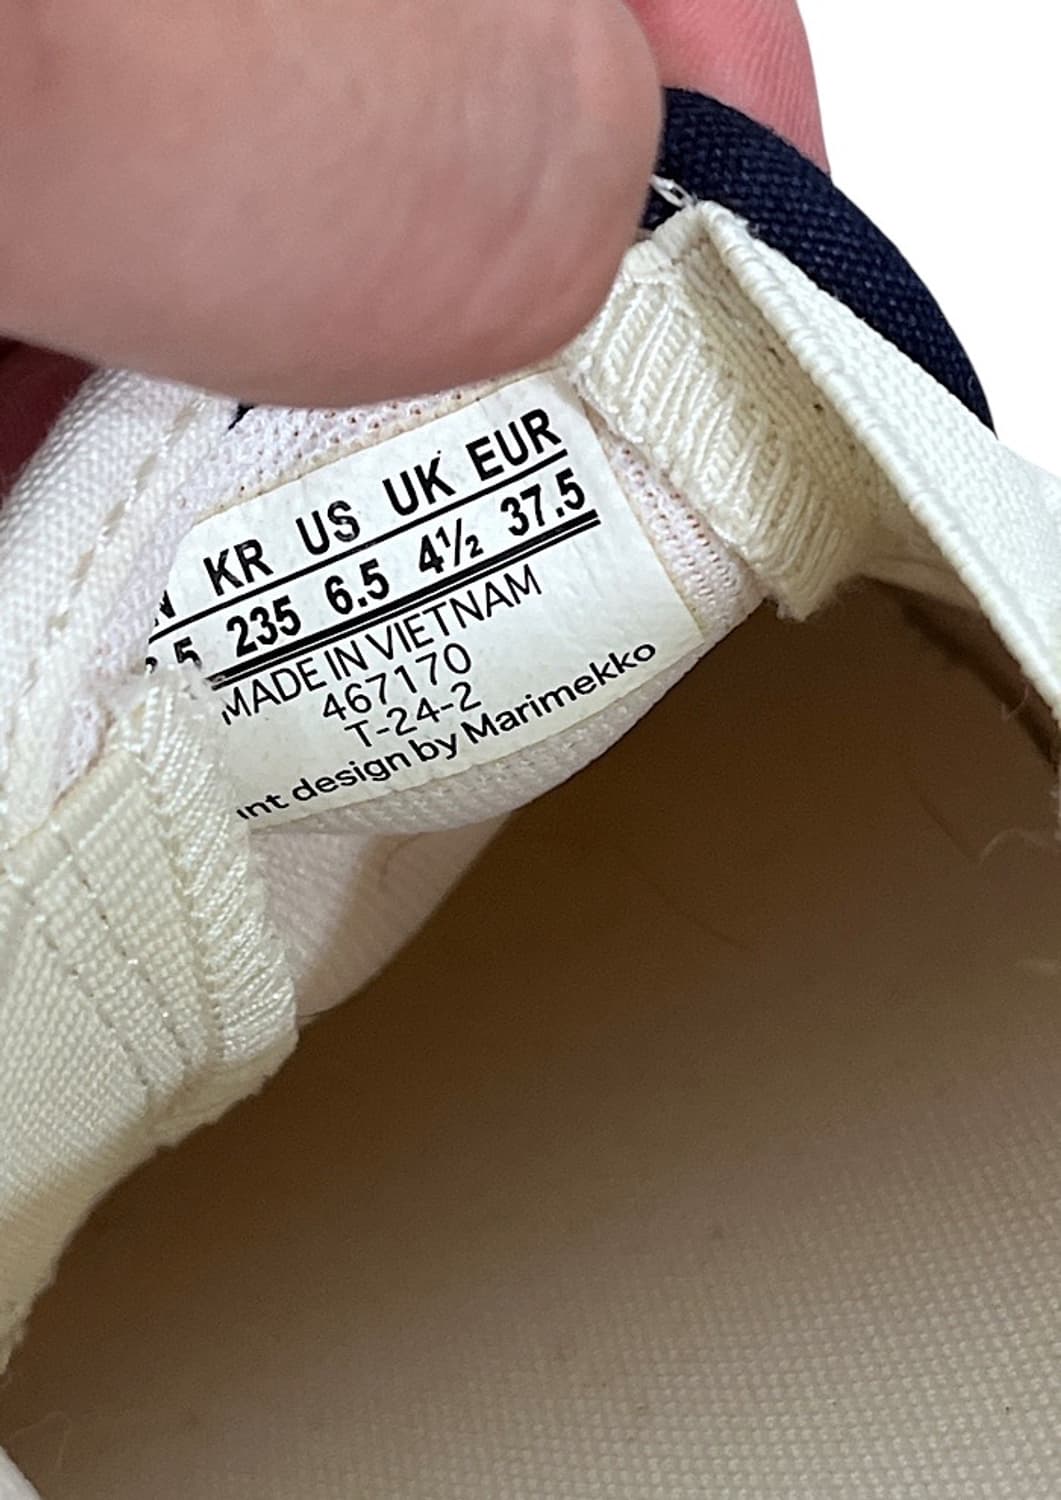 KR US UK EUR
5 235 6.5 4½ 37.5
MADE IN VIETNAM
467170
T-24-2
design by Marimekko